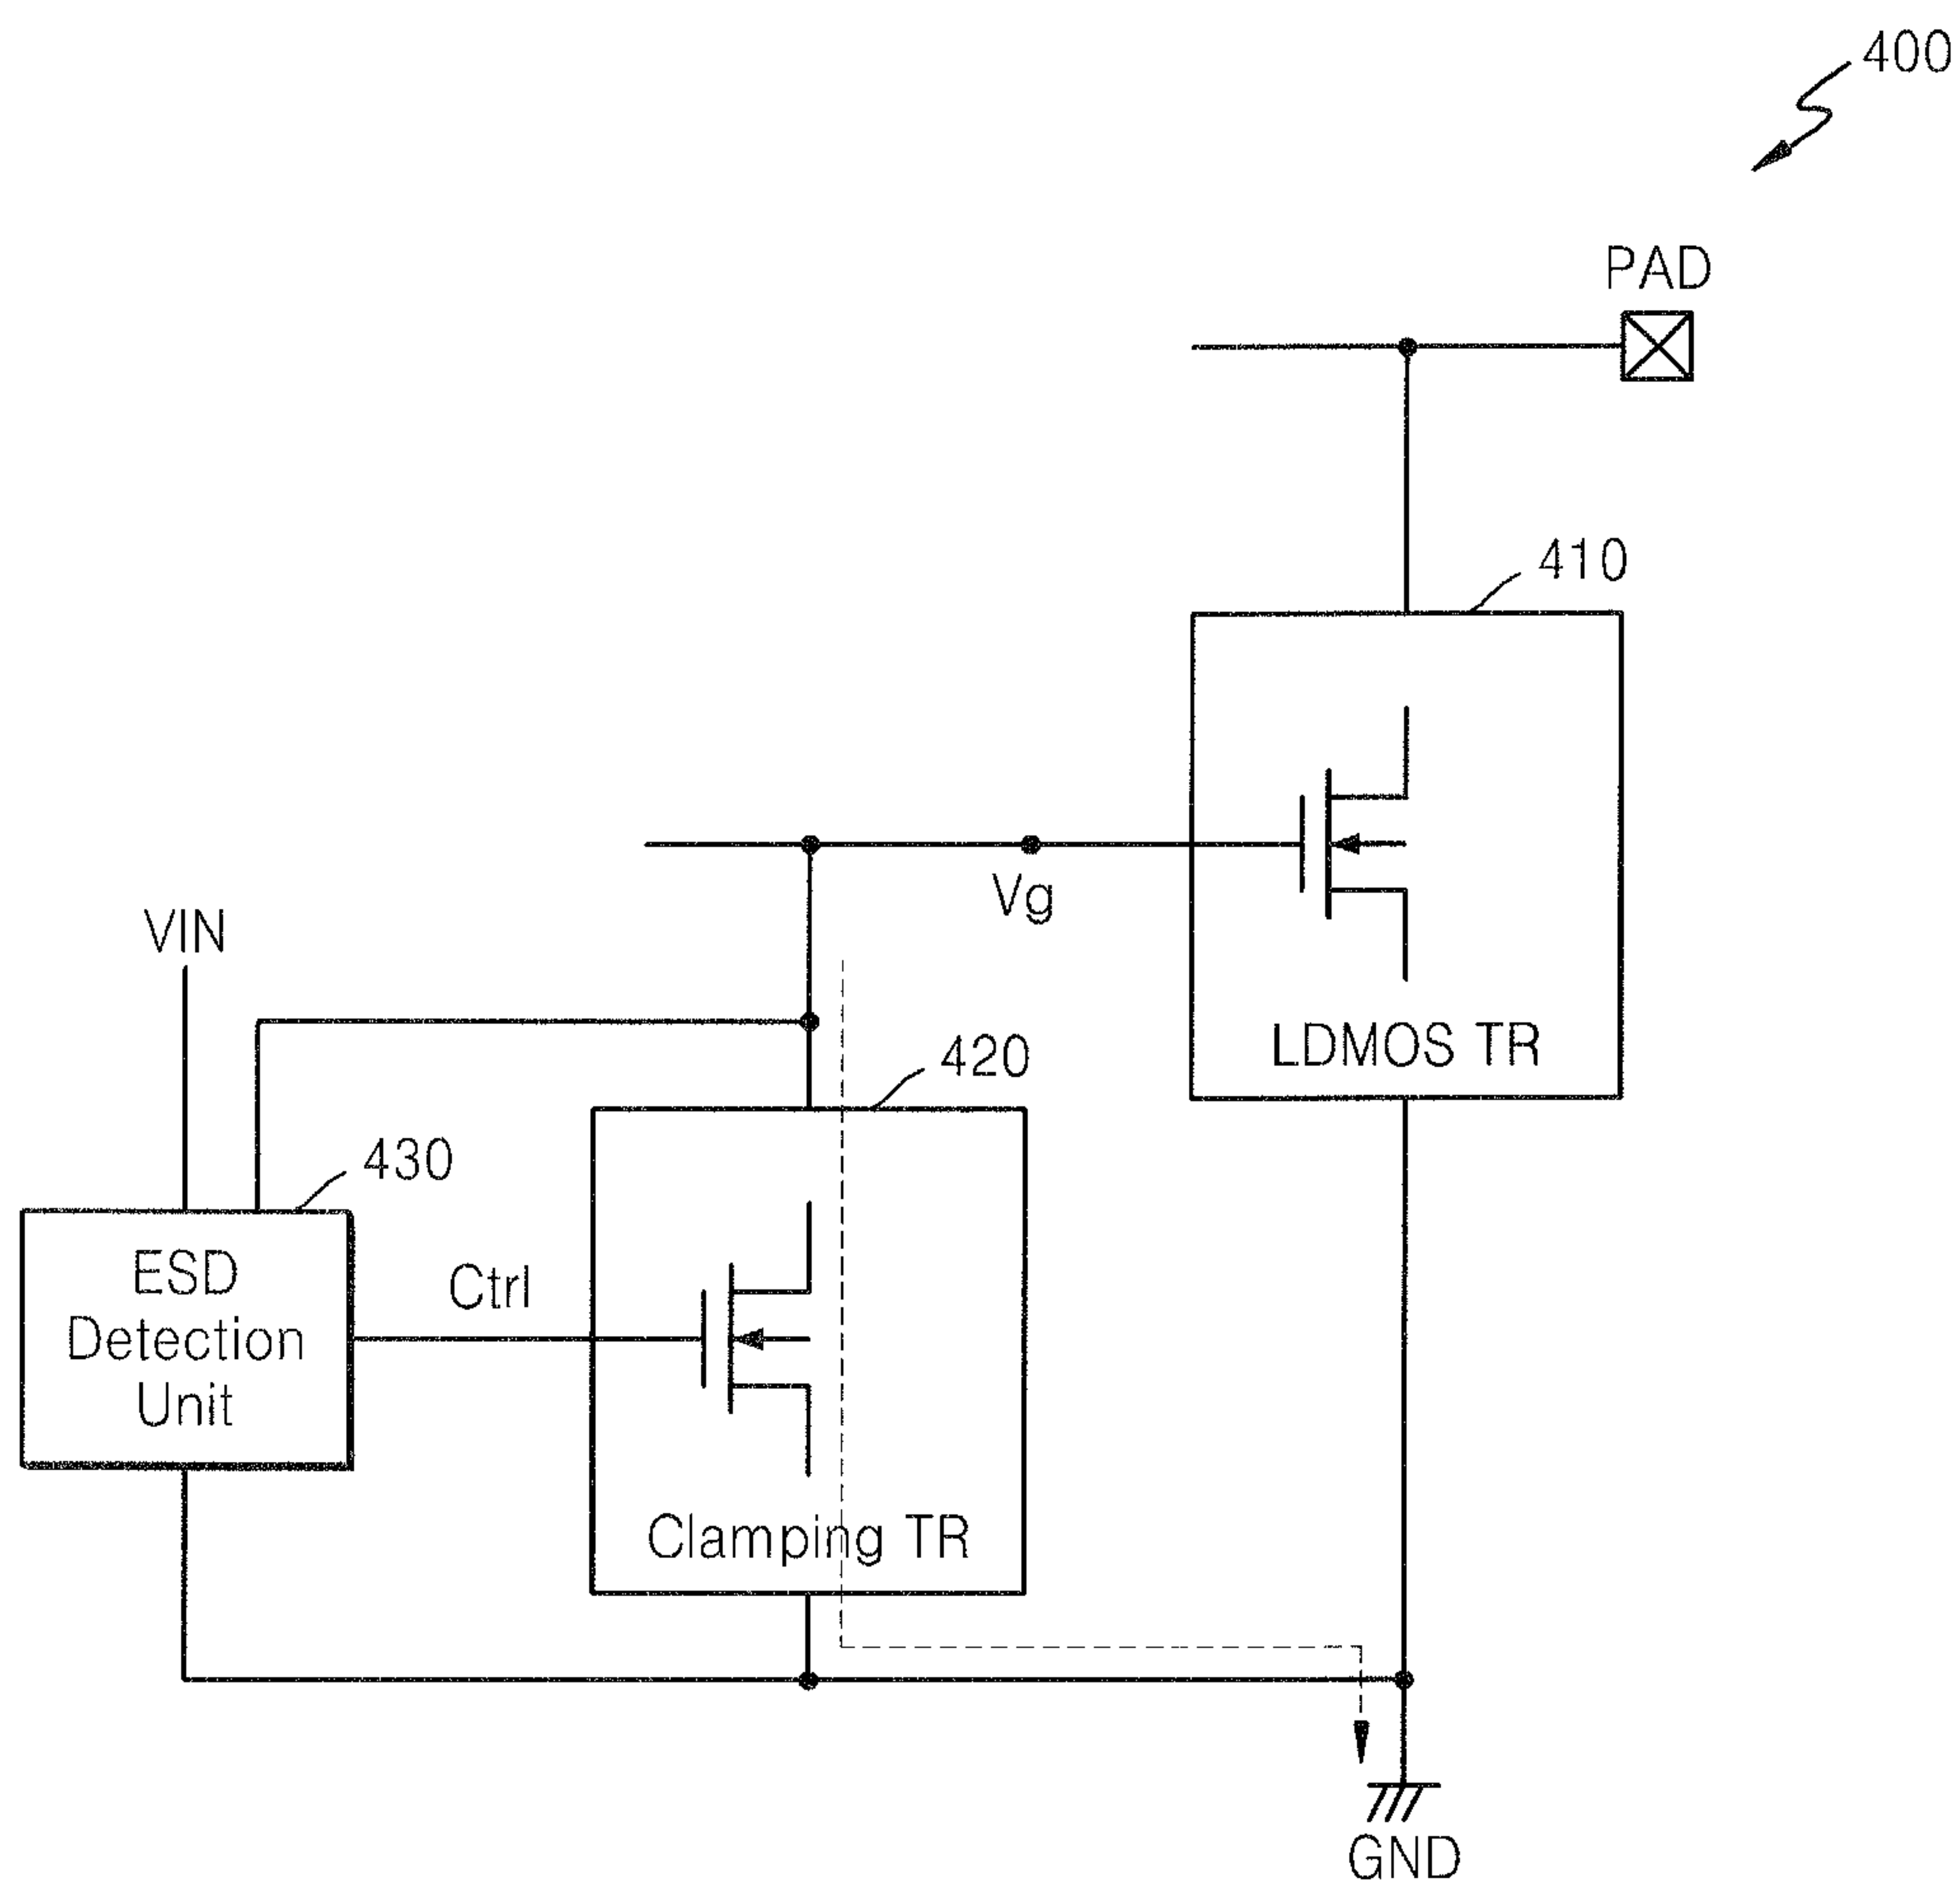 400
PAD
410
Vg
LDMOS TR
VIN
420
430
ESD
Detection
Unit
Ctrl
Clamping TR
GND